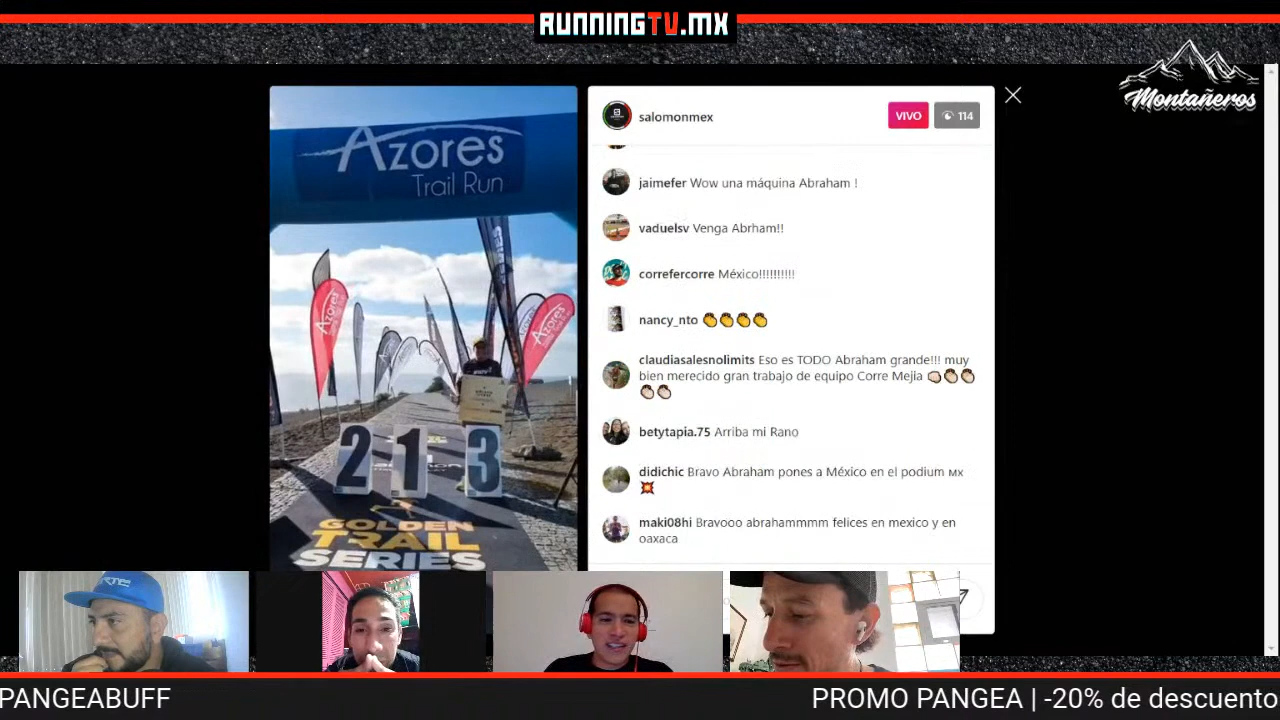 RUNNINGTV.MX
Montañeros
Azores
Trail Run
Azores
Azores
2 1 3
GOLDEN
TRAIL
SERIES
salomonmex
VIVO
114
jaimefer Wow una máquina Abraham !
vaduelsv Venga Abrham!!
correfercorre México!!!!!!!!!!
nancy_nto 👏👏👏👏
claudiasalesnolimits Eso es TODO Abraham grande!!! muy
bien merecido gran trabajo de equipo Corre Mejia 👊🏻👏🏻👏🏻
👏🏻👏🏻
betytapia.75 Arriba mi Rano
didichic Bravo Abraham pones a México en el podium MX
💥
maki08hi Bravooo abrahammmm felices en mexico y en
oaxaca
PANGEABUFF
PROMO PANGEA | -20% de descuento